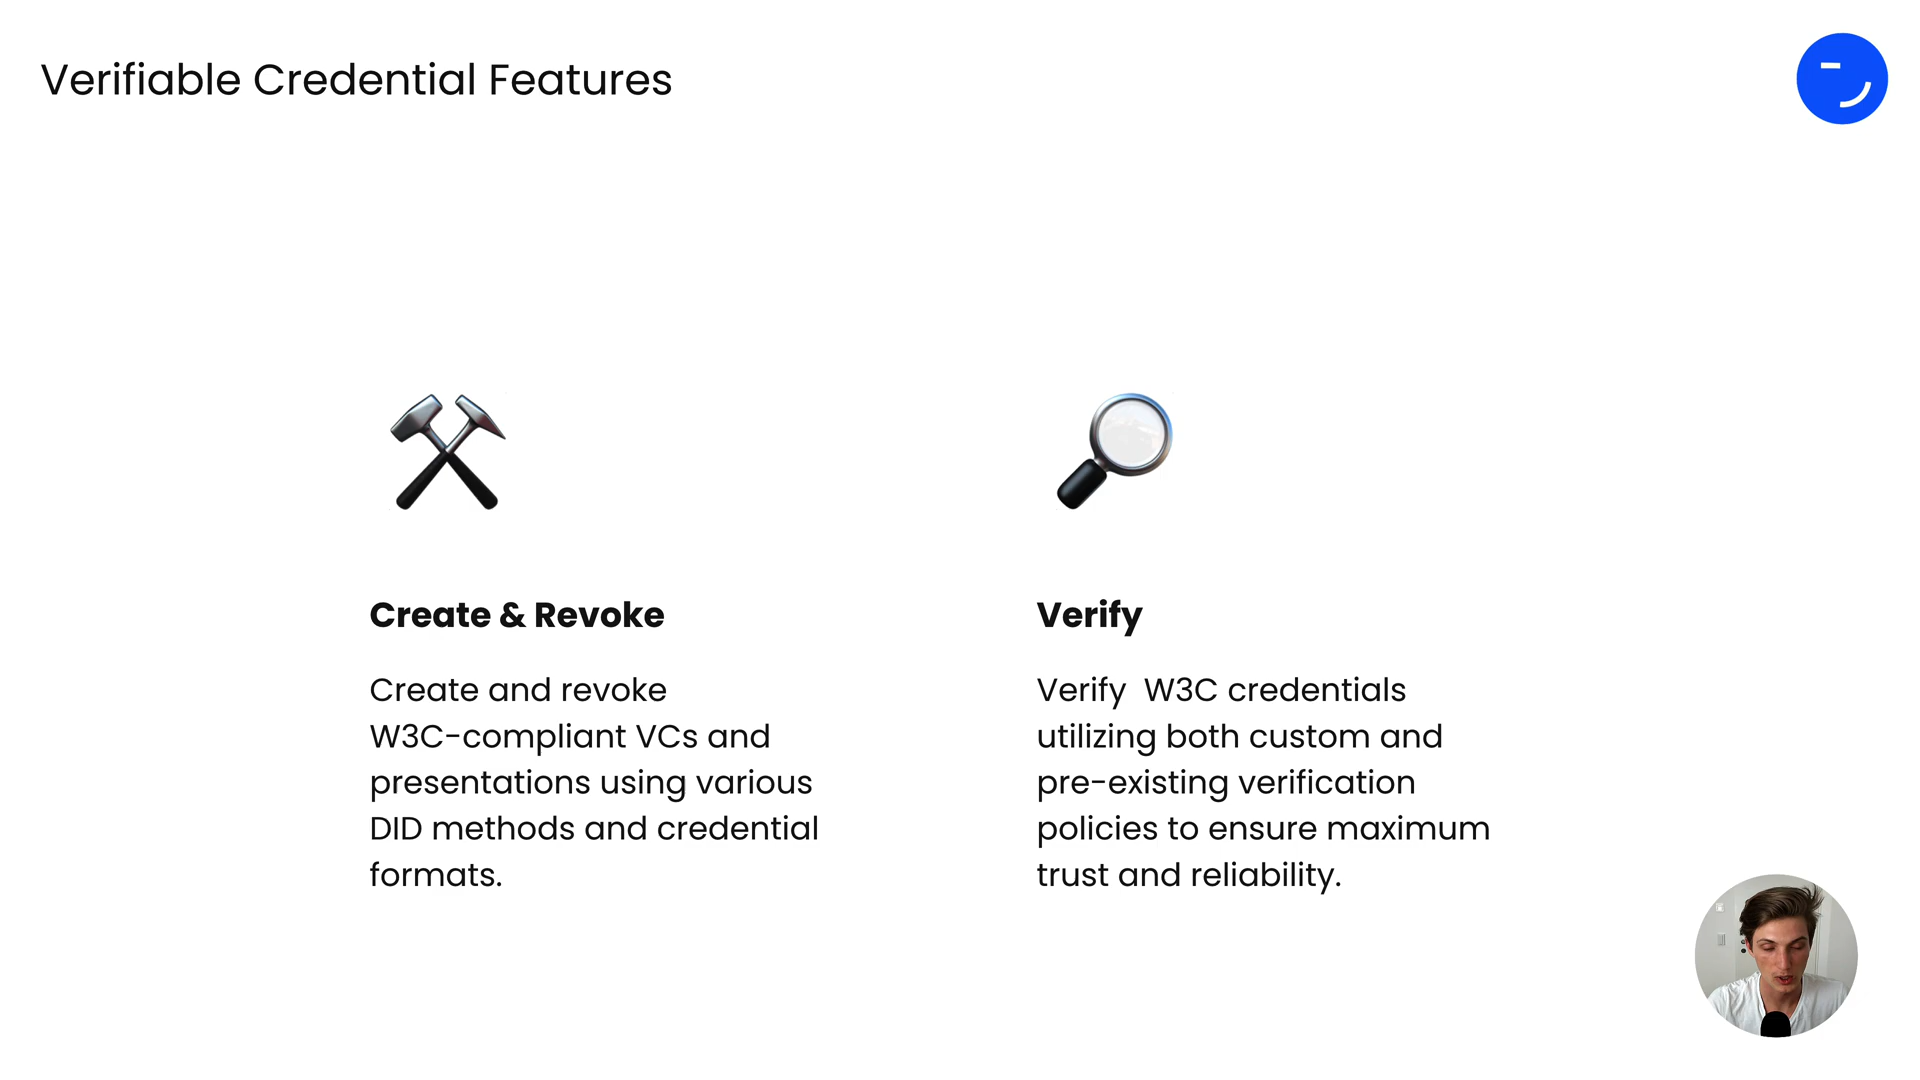 Verifiable Credential Features
Create & Revoke
Create and revoke
W3C-compliant VCs and
presentations using various
DID methods and credential
formats.
Verify
Verify  W3C credentials
utilizing both custom and
pre-existing verification
policies to ensure maximum
trust and reliability.